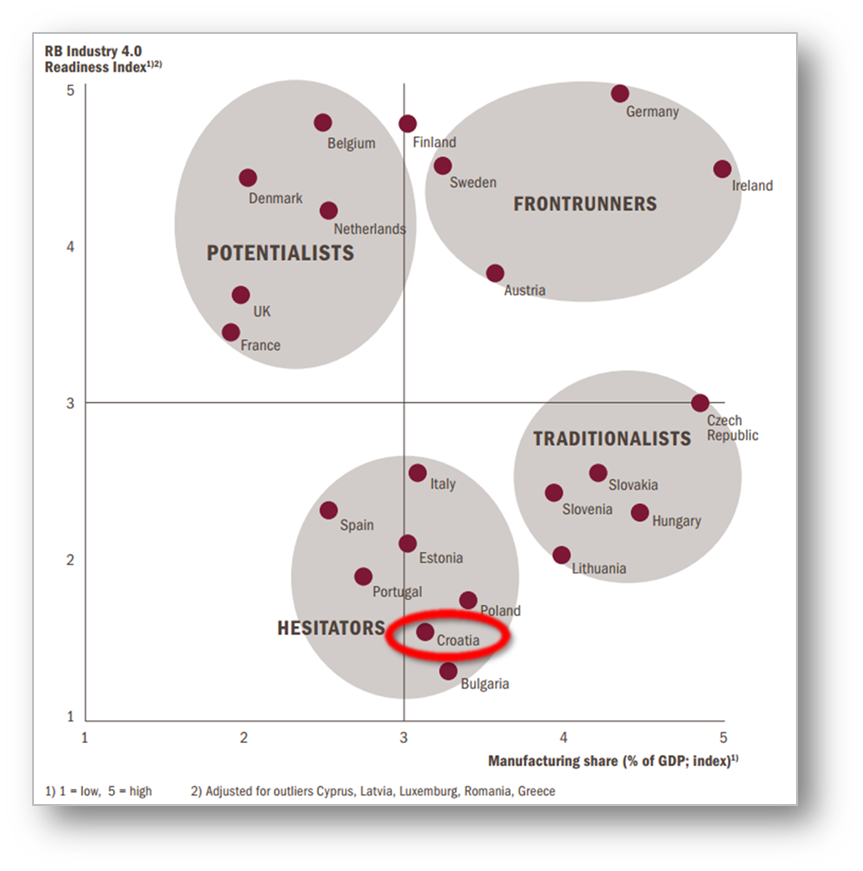 RB Industry 4.0
Readiness Index1)2)
5
Germany
Belgium
Finland
Sweden
Ireland
Denmark
FRONTRUNNERS
Netherlands
4
POTENTIALISTS
Austria
UK
France
3
Czech
Republic
TRADITIONALISTS
Italy
Slovakia
Slovenia
Hungary
Spain
2
Estonia
Lithuania
Portugal
Poland
HESITATORS
Croatia
Bulgaria
1
1 2 3 4 5
Manufacturing share (% of GDP; index)1)
1) 1 = low, 5 = high 2) Adjusted for outliers Cyprus, Latvia, Luxemburg, Romania, Greece